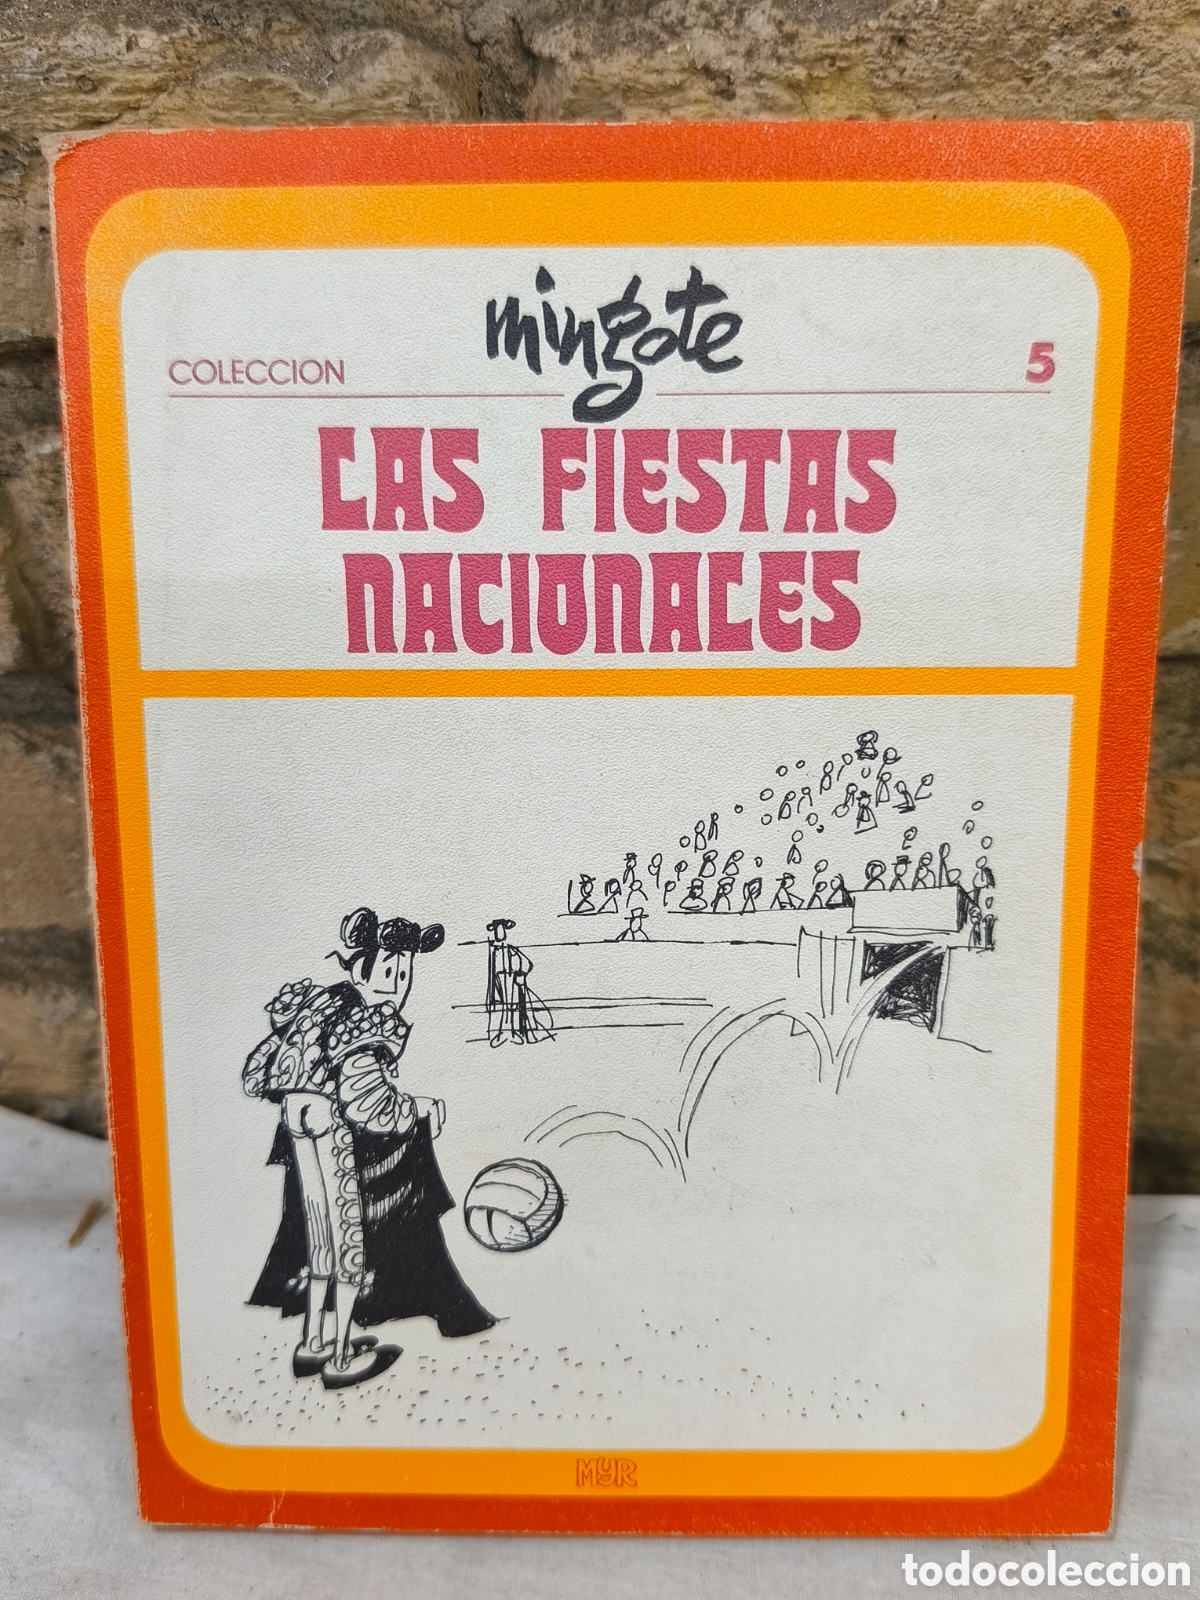 mingote
COLECCION 5
LAS FIESTAS
NACIONALES
MyR
todocoleccion